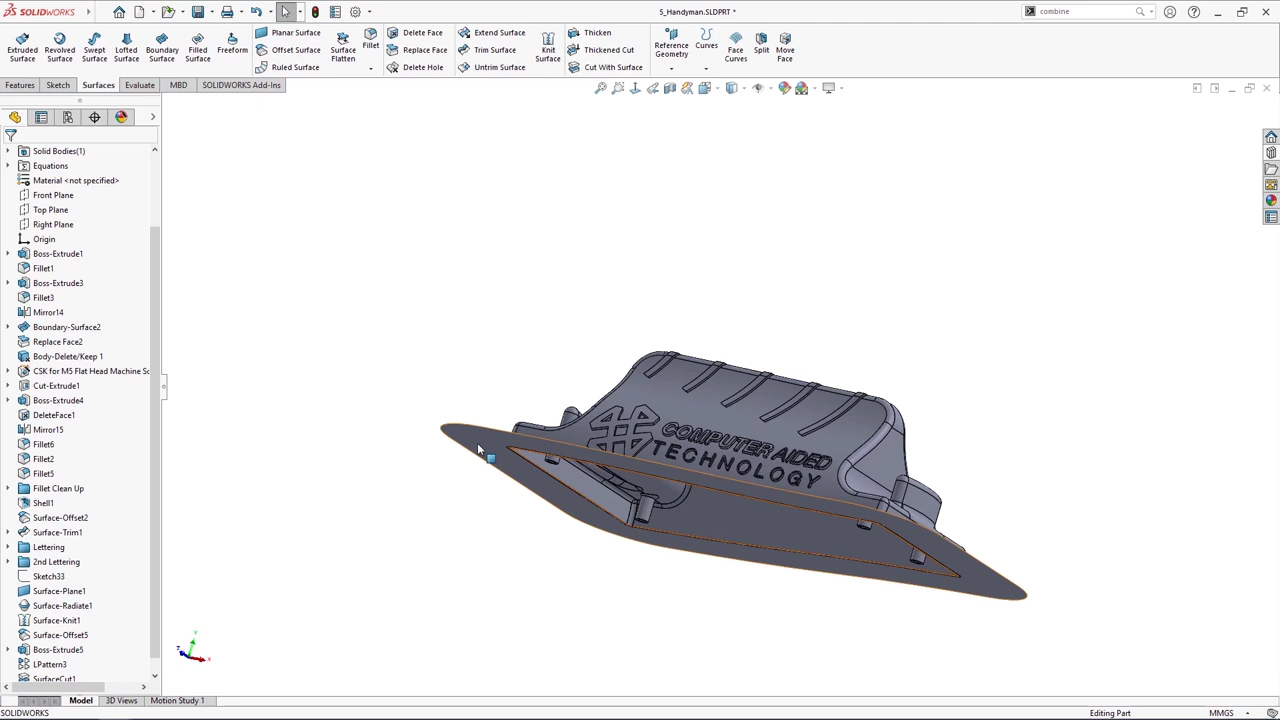 SOLIDWORKS
5_Handyman.SLDPRT *
combine
Extruded Surface
Revolved Surface
Swept Surface
Lofted Surface
Boundary Surface
Filled Surface
Freeform
Planar Surface
Offset Surface
Ruled Surface
Surface Flatten
Fillet
Delete Face
Replace Face
Delete Hole
Extend Surface
Trim Surface
Untrim Surface
Knit Surface
Thicken
Thickened Cut
Cut With Surface
Reference Geometry
Curves
Face Curves
Split
Move Face
Features
Sketch
Surfaces
Evaluate
MBD
SOLIDWORKS Add-Ins
Solid Bodies(1)
Equations
Material <not specified>
Front Plane
Top Plane
Right Plane
Origin
Boss-Extrude1
Fillet1
Boss-Extrude3
Fillet3
Mirror14
Boundary-Surface2
Replace Face2
Body-Delete/Keep 1
CSK for M5 Flat Head Machine Sc
Cut-Extrude1
Boss-Extrude4
DeleteFace1
Mirror15
Fillet6
Fillet2
Fillet5
Fillet Clean Up
Shell1
Surface-Offset2
Surface-Trim1
Lettering
2nd Lettering
Sketch33
Surface-Plane1
Surface-Radiate1
Surface-Knit1
Surface-Offset5
Boss-Extrude5
LPattern3
SurfaceCut1
COMPUTER AIDED
TECHNOLOGY
Y
Z
X
Model
3D Views
Motion Study 1
SOLIDWORKS
Editing Part
MMGS